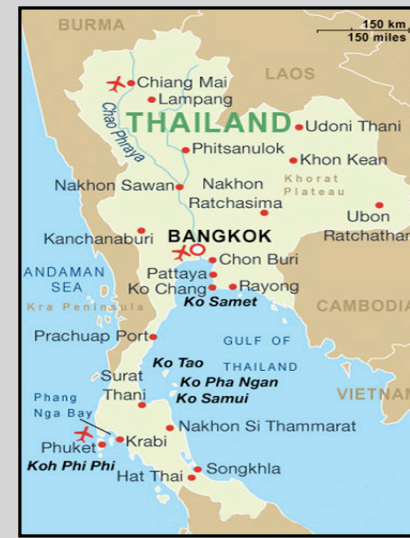 BURMA
150 km
150 miles
LAOS
Chiang Mai
Lampang
Chao Phraya
THAILAND
Udoni Thani
Phitsanulok
Khon Kean
Khorat
Plateau
Nakhon Sawan
Nakhon
Ratchasima
Ubon
Ratchathan
Kanchanaburi
BANGKOK
Chon Buri
ANDAMAN
SEA
Pattaya
Ko Chang
Rayong
Ko Samet
Kra Peninsula
CAMBODIA
Prachuap Port
GULF OF
THAILAND
Ko Tao
Surat
Thani
Ko Pha Ngan
Ko Samui
VIETNAM
Phang
Nga Bay
Nakhon Si Thammarat
Phuket
Krabi
Koh Phi Phi
Hat Thai
Songkhla